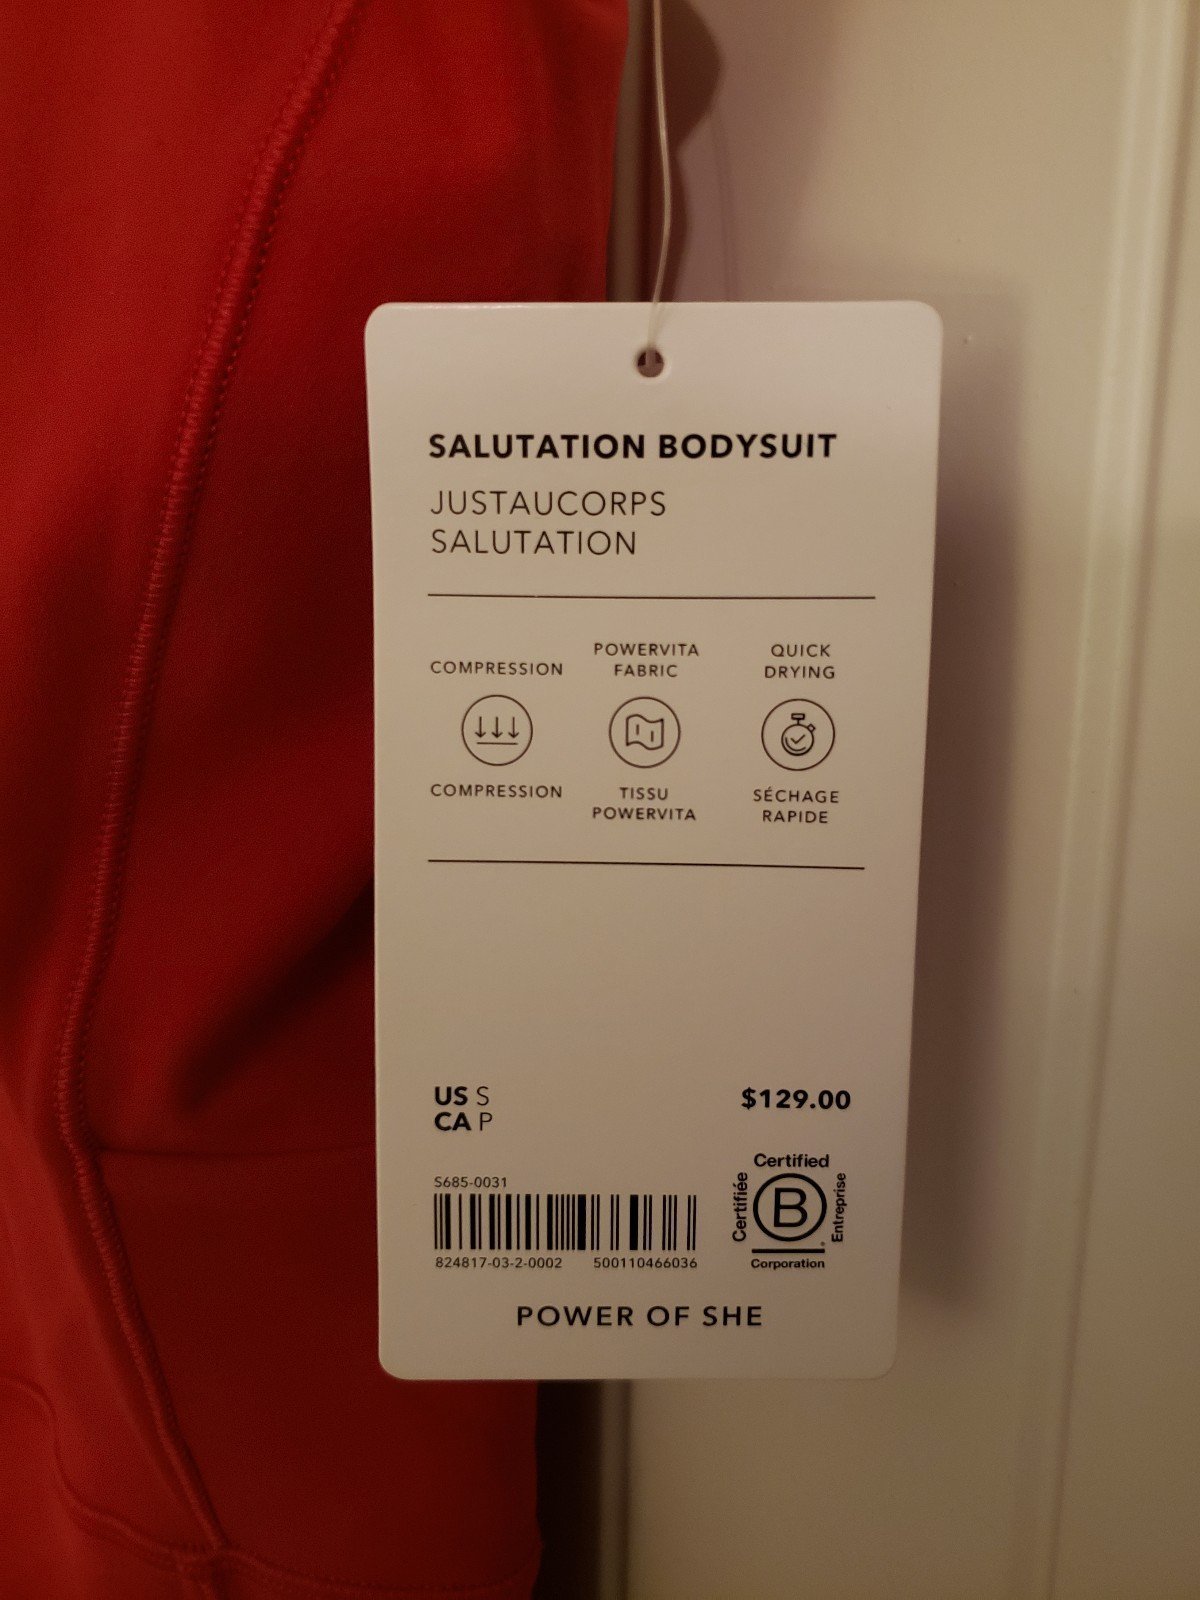 SALUTATION BODYSUIT
JUSTAUCORPS
SALUTATION
COMPRESSION
COMPRESSION
POWERVITA
FABRIC
TISSU
POWERVITA
QUICK
DRYING
SÉCHAGE
RAPIDE
US S
CA P
$129.00
S685-0031
824817-03-2-0002 500110466036
Certified
Certifiée
B
Entreprise
Corporation
POWER OF SHE